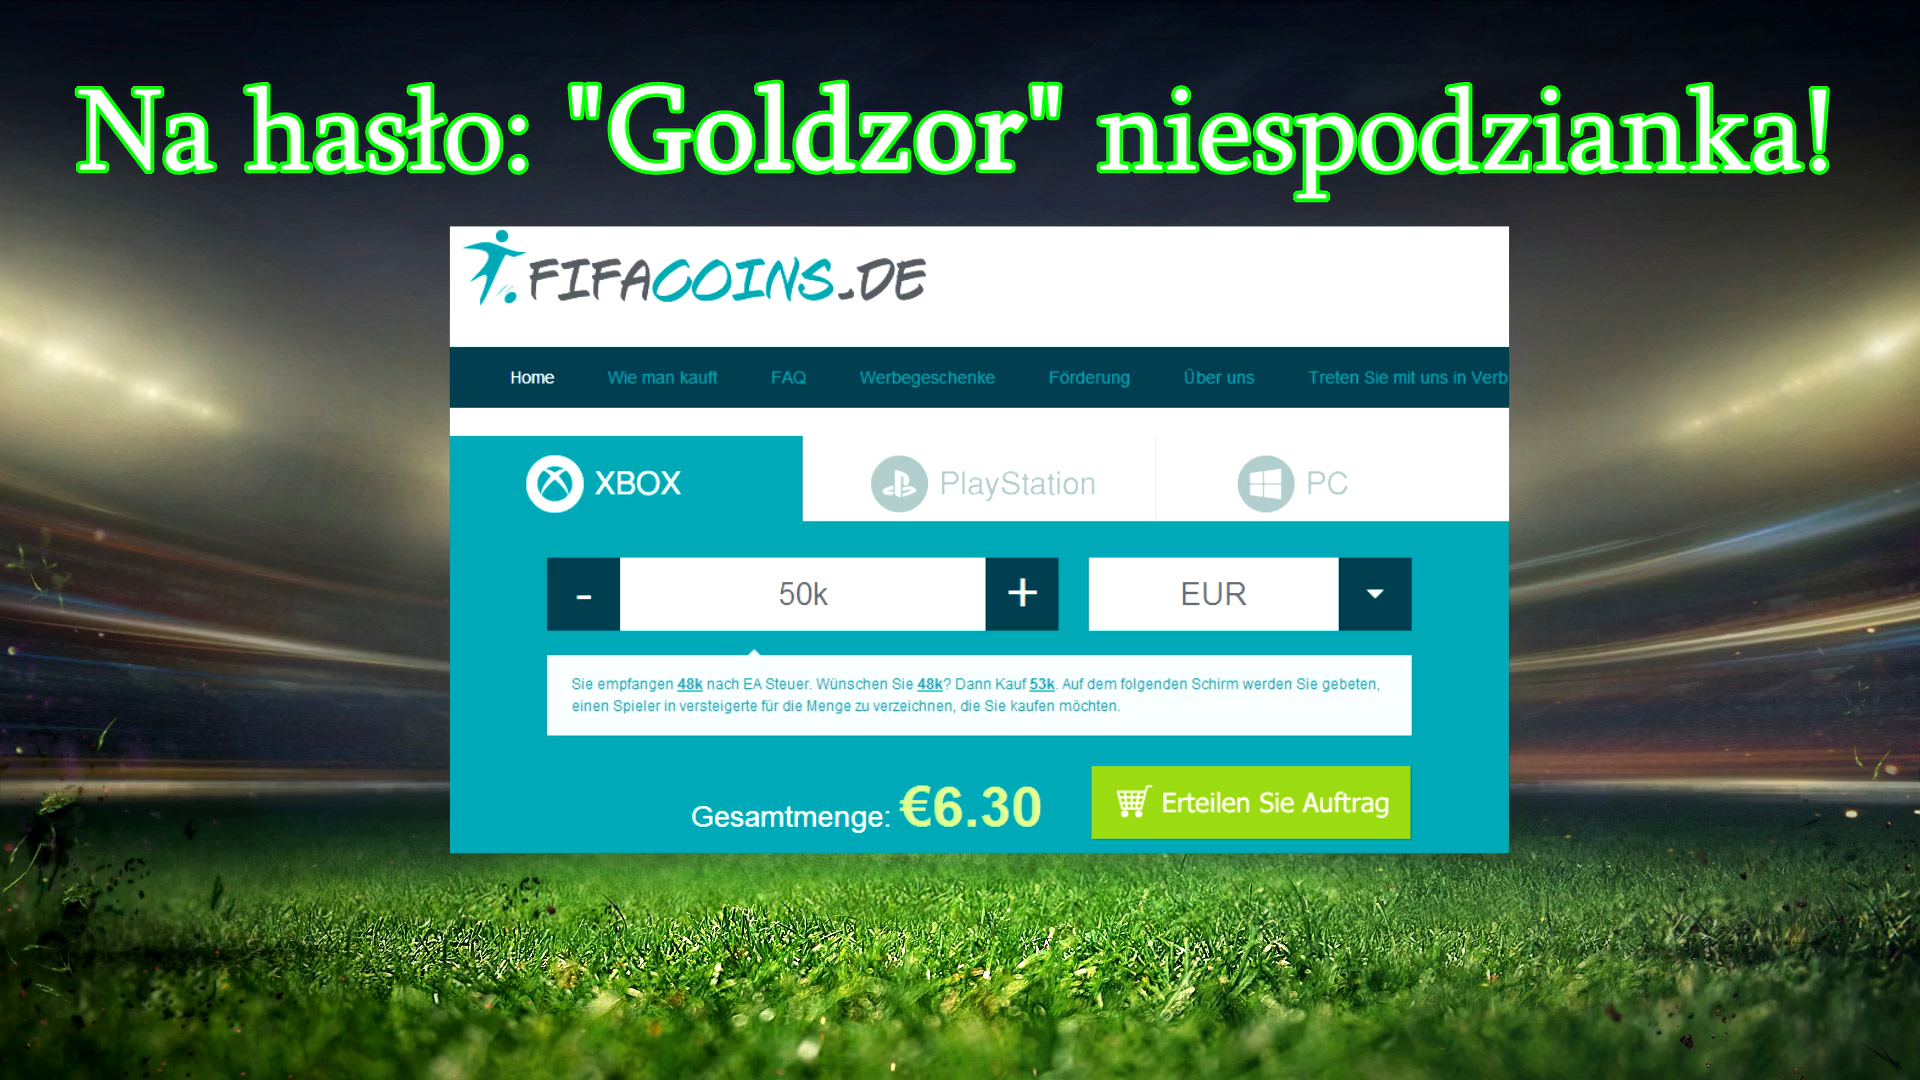 Na hasło: "Goldzor" niespodzianka!
FIFACOINS.DE
Home Wie man kauft FAQ Werbegeschenke Förderung Über uns Treten Sie mit uns in Verb
XBOX PlayStation PC
- 50k + EUR
Sie empfangen 48k nach EA Steuer. Wünschen Sie 48k? Dann Kauf 53k. Auf dem folgenden Schirm werden Sie gebeten,
einen Spieler in versteigerte für die Menge zu verzeichnen, die Sie kaufen möchten.
Gesamtmenge: €6.30 Erteilen Sie Auftrag